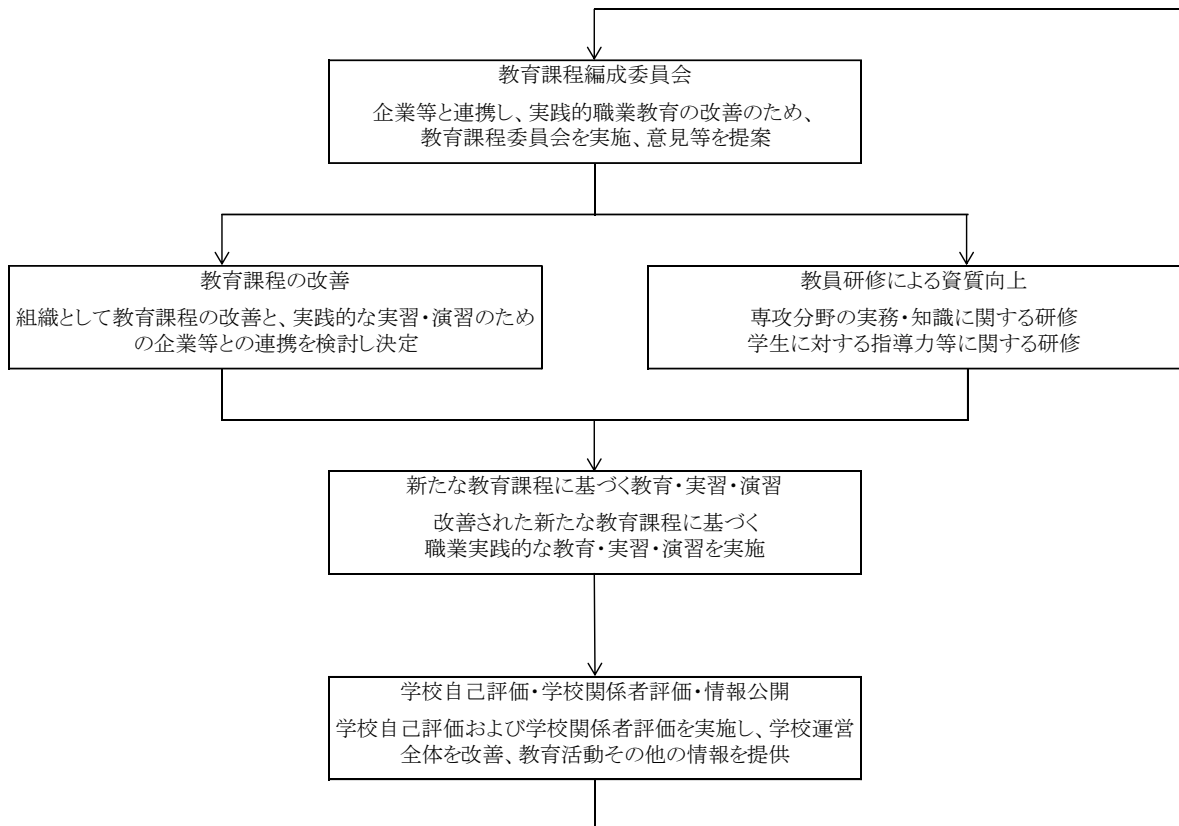 教育課程編成委員会
企業等と連携し、実践的職業教育の改善のため、
教育課程委員会を実施、意見等を提案
教育課程の改善
組織として教育課程の改善と、実践的な実習・演習のため
の企業等との連携を検討し決定
教員研修による資質向上
専攻分野の実務・知識に関する研修
学生に対する指導力等に関する研修
新たな教育課程に基づく教育・実習・演習
改善された新たな教育課程に基づく
職業実践的な教育・実習・演習を実施
学校自己評価・学校関係者評価・情報公開
学校自己評価および学校関係者評価を実施し、学校運営
全体を改善、教育活動その他の情報を提供